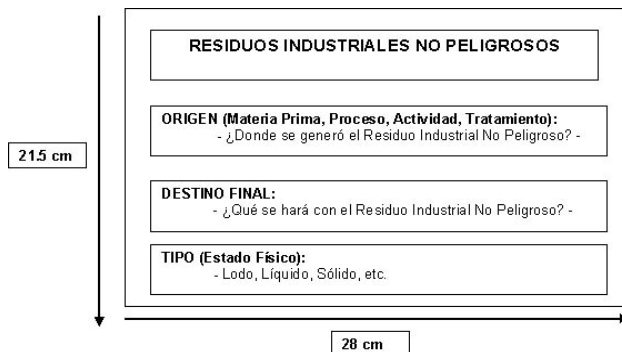 RESIDUOS INDUSTRIALES NO PELIGROSOS
ORIGEN (Materia Prima, Proceso, Actividad, Tratamiento):
- ¿Donde se generó el Residuo Industrial No Peligroso? -
21.5 cm
DESTINO FINAL:
- ¿Qué se hará con el Residuo Industrial No Peligroso? -
TIPO (Estado Físico):
- Lodo, Líquido, Sólido, etc.
28 cm